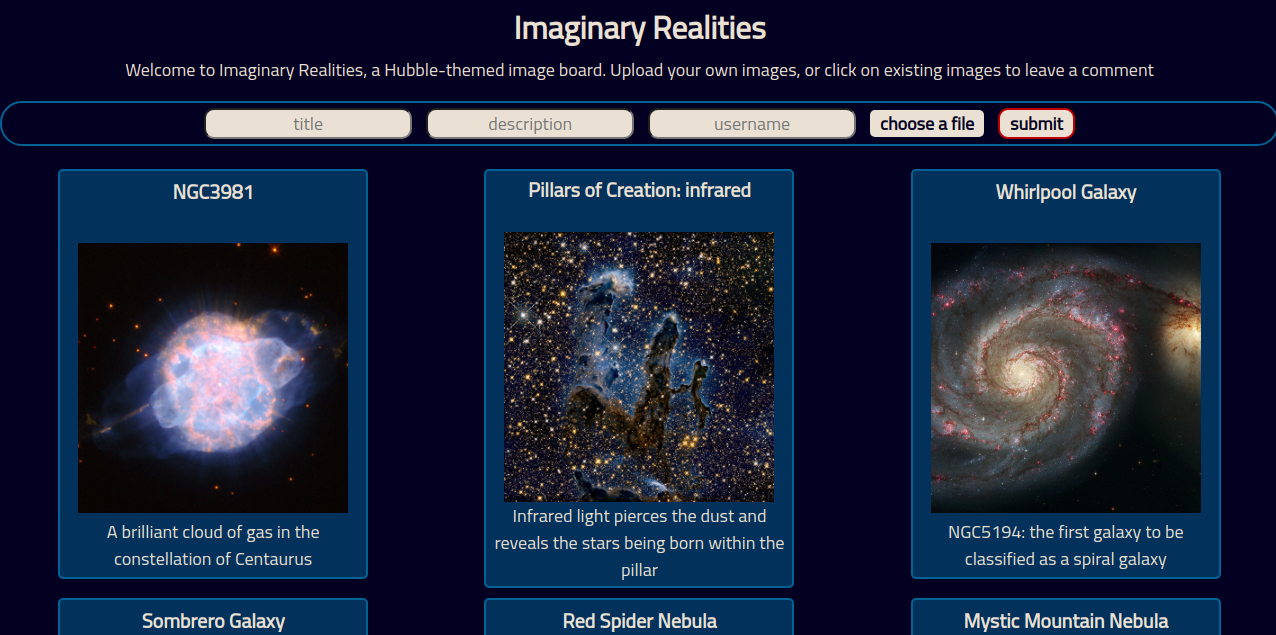 Imaginary Realities
Welcome to Imaginary Realities, a Hubble-themed image board. Upload your own images, or click on existing images to leave a comment
title description username choose a file submit
NGC3981
A brilliant cloud of gas in the
constellation of Centaurus
Pillars of Creation: infrared
Infrared light pierces the dust and
reveals the stars being born within the
pillar
Whirlpool Galaxy
NGC5194: the first galaxy to be
classified as a spiral galaxy
Sombrero Galaxy
Red Spider Nebula
Mystic Mountain Nebula